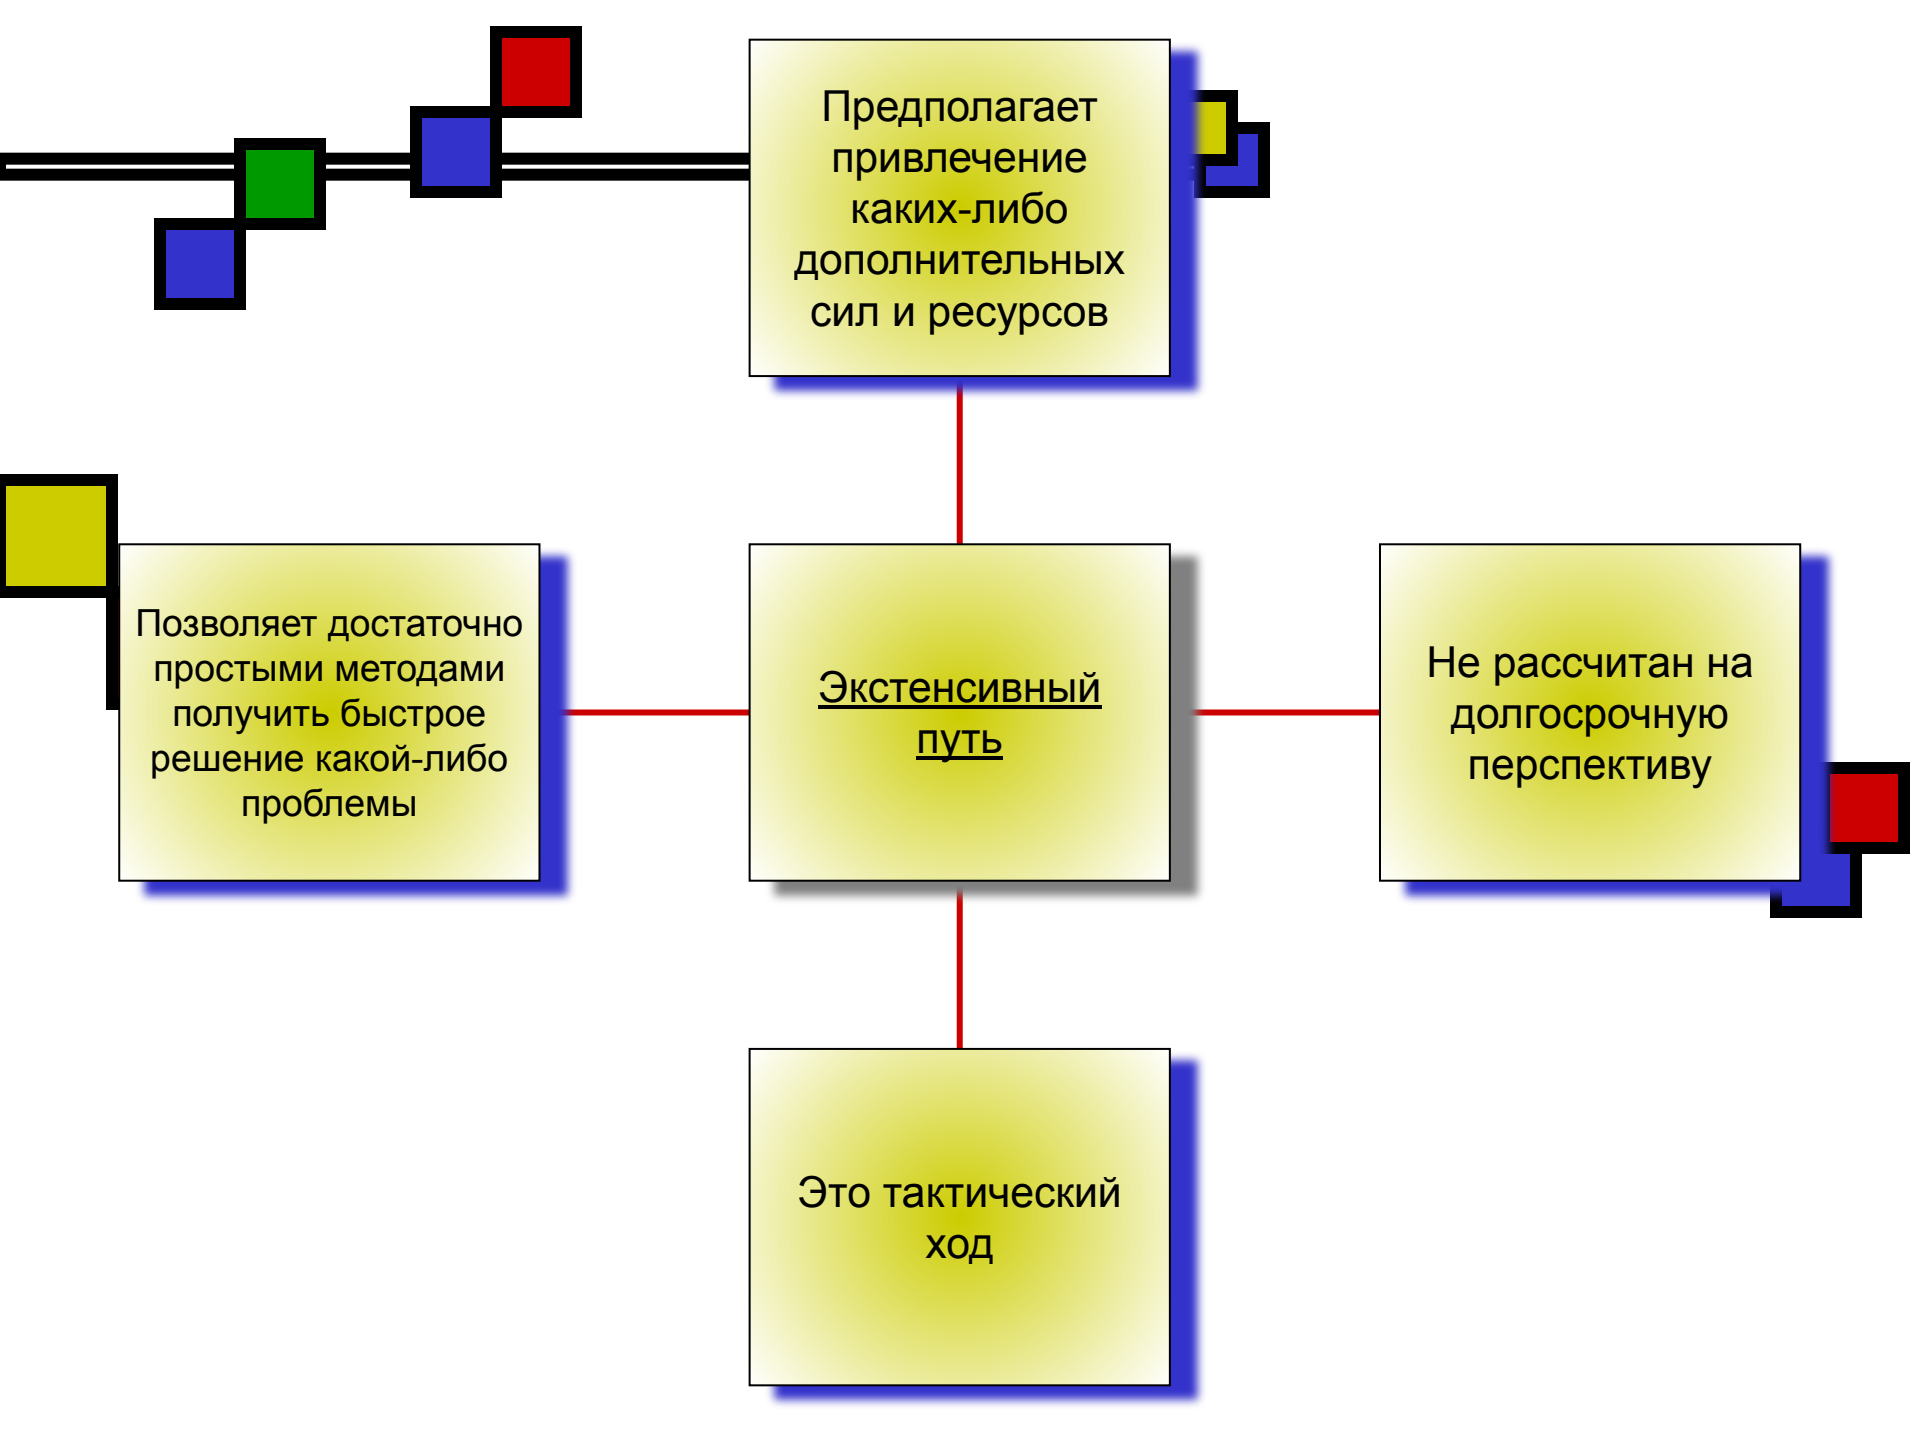 Предполагает
привлечение
каких-либо
дополнительных
сил и ресурсов
Позволяет достаточно
простыми методами
получить быстрое
решение какой-либо
проблемы
Экстенсивный
путь
Не рассчитан на
долгосрочную
перспективу
Это тактический
ход